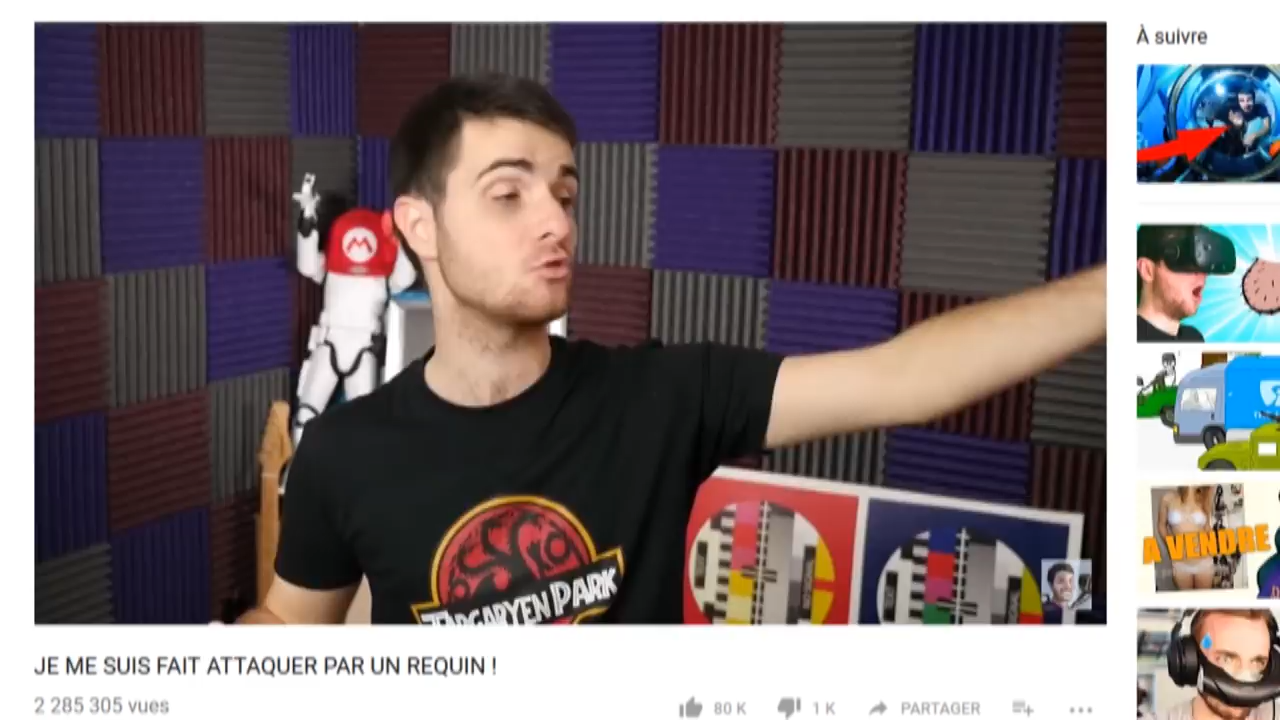 À suivre
M
TARGARYEN PARK
A VENDRE
JE ME SUIS FAIT ATTAQUER PAR UN REQUIN !
2 285 305 vues
80 K
1 K
PARTAGER